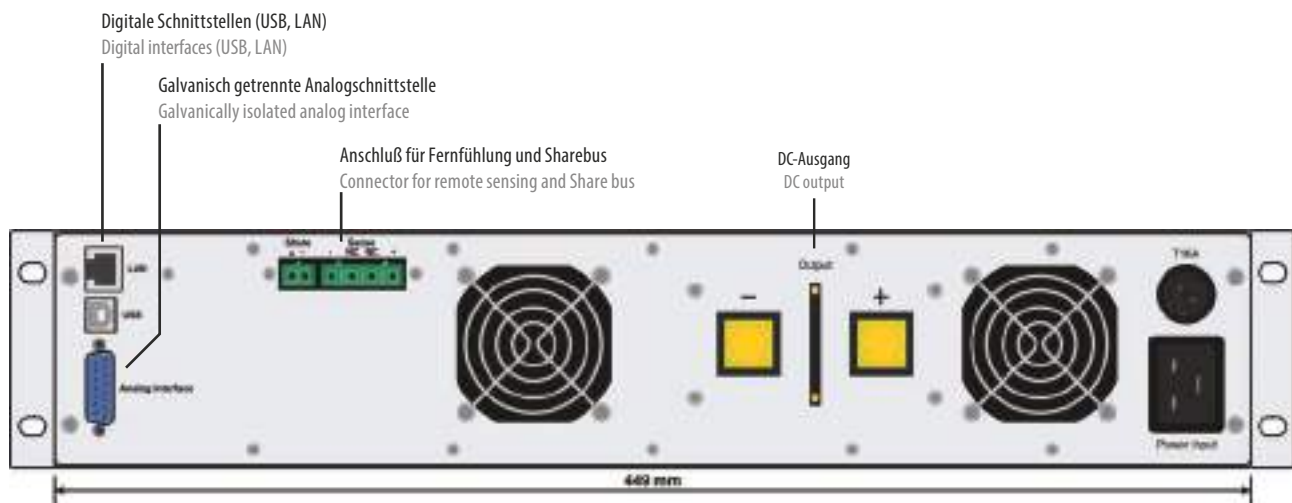 Digitale Schnittstellen (USB, LAN)
Digital interfaces (USB, LAN)
Galvanisch getrennte Analogschnittstelle
Galvanically isolated analog interface
Anschluß für Fernfühlung und Sharebus
Connector for remote sensing and Share bus
DC-Ausgang
DC output
Share Sense
+ - - NC NC +
LAN
USB
Analog Interface
Output
- +
T16A
Power Input
449 mm